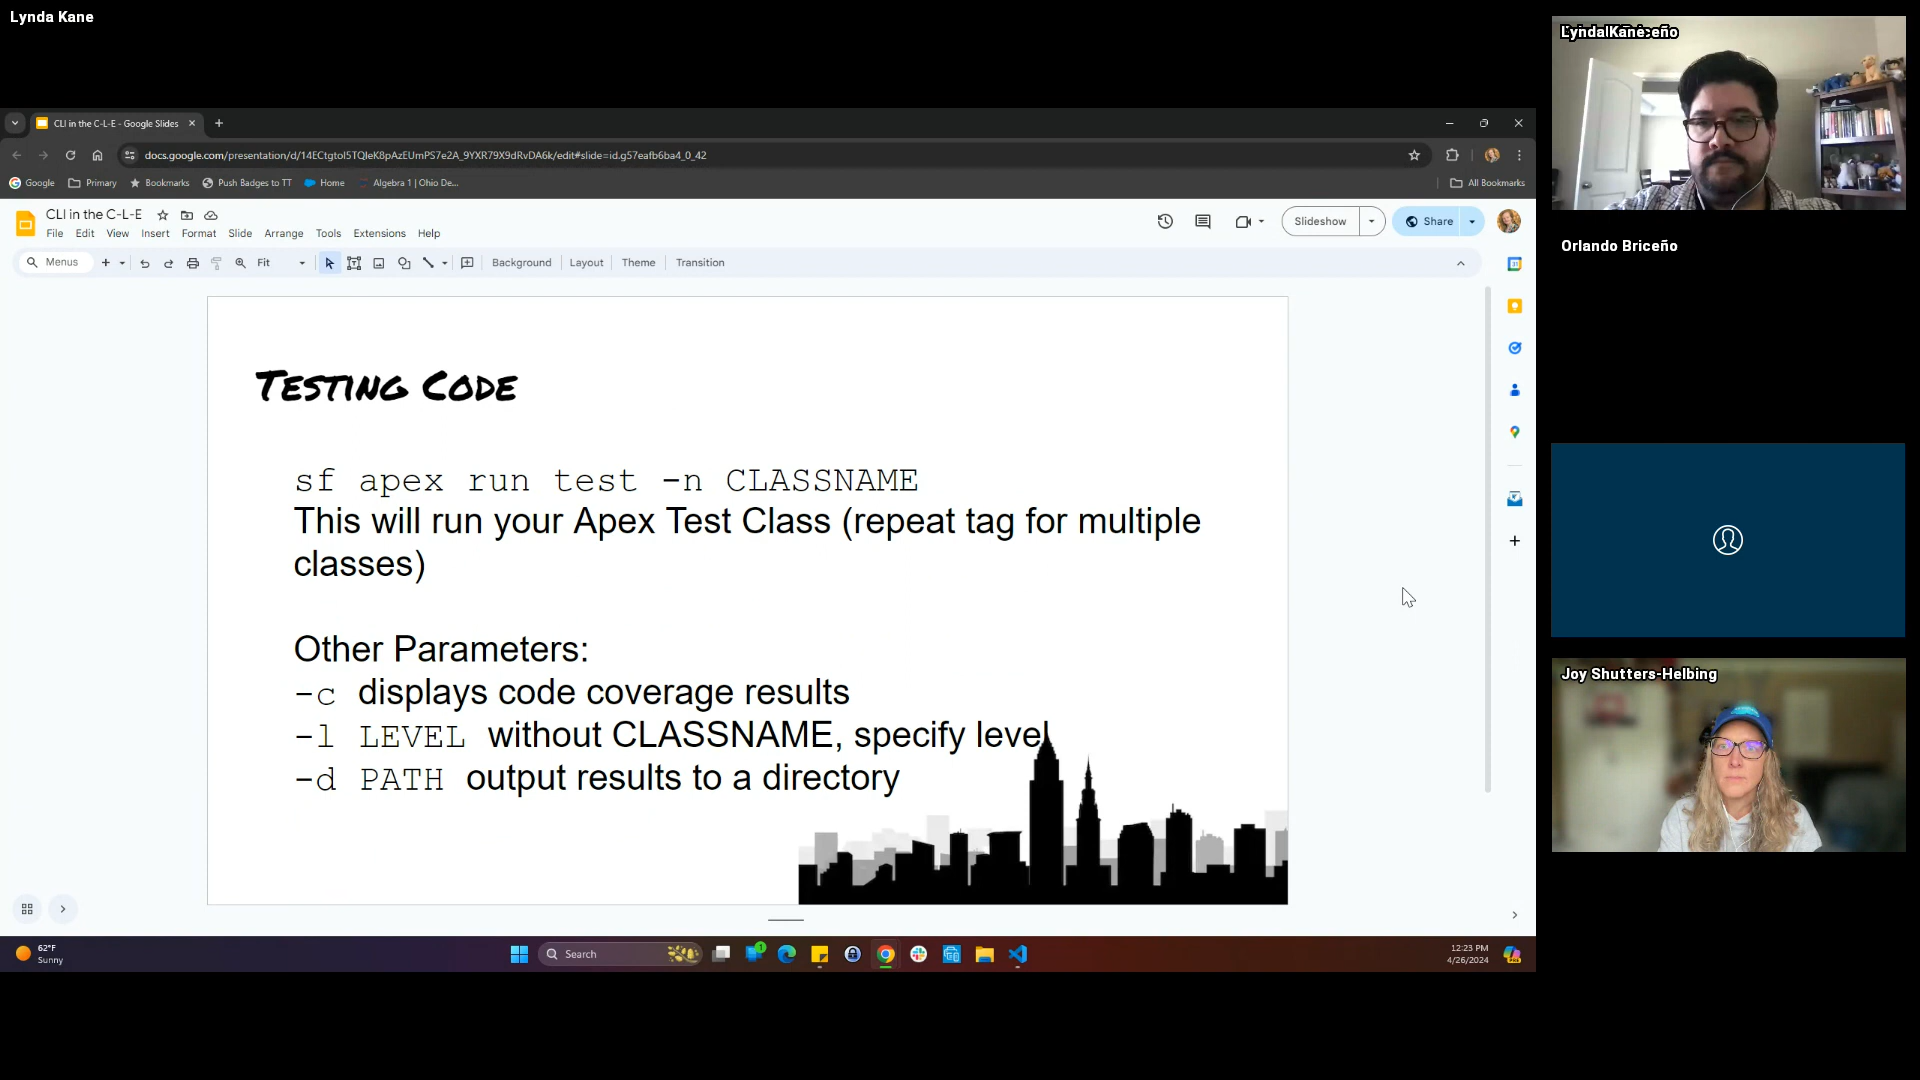 Lynda Kane
CLI in the C-L-E - Google Slides
docs.google.com/presentation/d/14ECtgtoI5TQIeK8pAzEUmPS7e2A_9YXR79X9dRvDA6k/edit#slide=id.g57eafb6ba4_0_42
Google Primary Bookmarks Push Badges to TT Home Algebra 1 | Ohio De... All Bookmarks
CLI in the C-L-E
File Edit View Insert Format Slide Arrange Tools Extensions Help
Slideshow Share
Menus Fit Background Layout Theme Transition
Testing Code
sf apex run test -n CLASSNAME
This will run your Apex Test Class (repeat tag for multiple
classes)
Other Parameters:
-c displays code coverage results
-l LEVEL without CLASSNAME, specify level
-d PATH output results to a directory
62°F
Sunny
Search
12:23 PM
4/26/2024
Lynda Kane
Orlando Briceño
Joy Shutters-Helbing